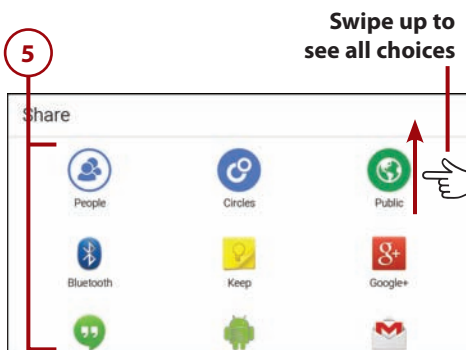 Swipe up to
see all choices
5
Share
People
Circles
Public
Bluetooth
Keep
Google+